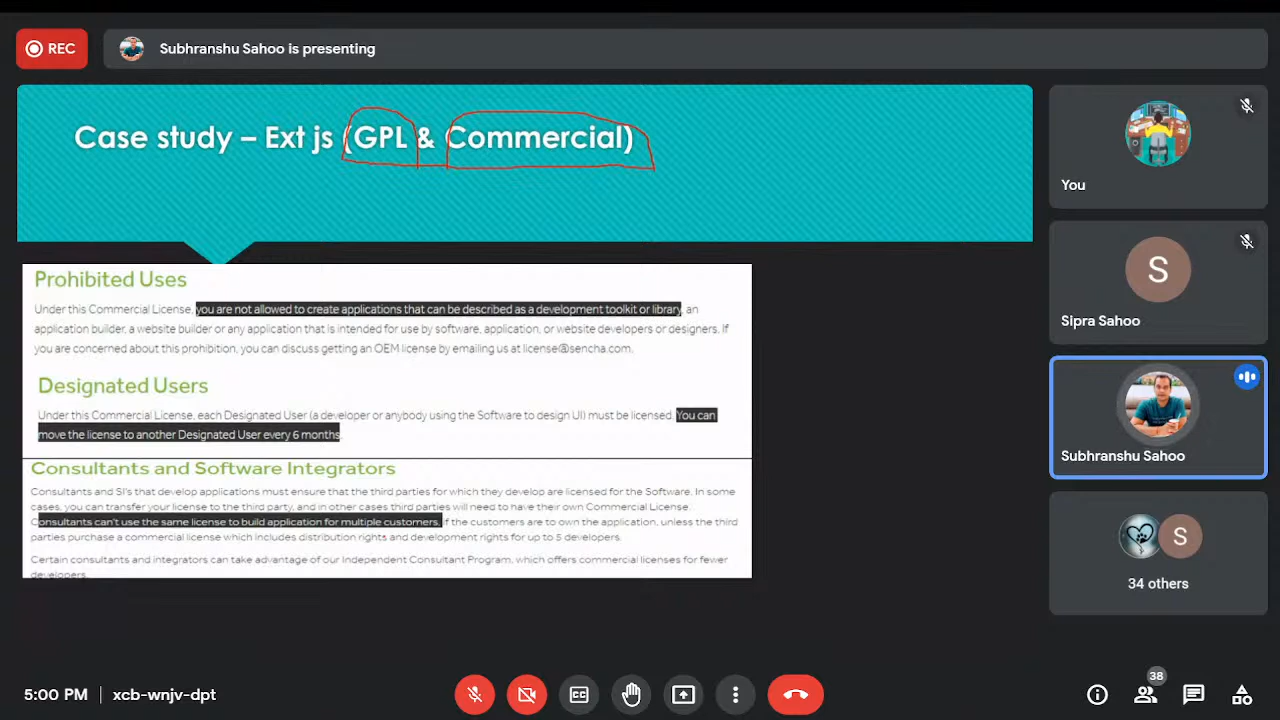 REC
Subhranshu Sahoo is presenting
Case study – Ext js (GPL & Commercial)
Prohibited Uses
Under this Commercial License, you are not allowed to create applications that can be described as a development toolkit or library, an
application builder, a website builder or any application that is intended for use by software, application, or website developers or designers. If
you are concerned about this prohibition, you can discuss getting an OEM license by emailing us at license@sencha.com.
Designated Users
Under this Commercial License, each Designated User (a developer or anybody using the Software to design UI) must be licensed. You can
move the license to another Designated User every 6 months.
Consultants and Software Integrators
Consultants and SI's that develop applications must ensure that the third parties for which they develop are licensed for the Software. In some
cases, you can transfer your license to the third party, and in other cases third parties will need to have their own Commercial License.
Consultants can't use the same license to build application for multiple customers, if the customers are to own the application, unless the third
parties purchase a commercial license which includes distribution rights and development rights for up to 5 developers.
Certain consultants and integrators can take advantage of our Independent Consultant Program, which offers commercial licenses for fewer
developers.
You
S
Sipra Sahoo
Subhranshu Sahoo
S
34 others
5:00 PM | xcb-wnjv-dpt
CC
38